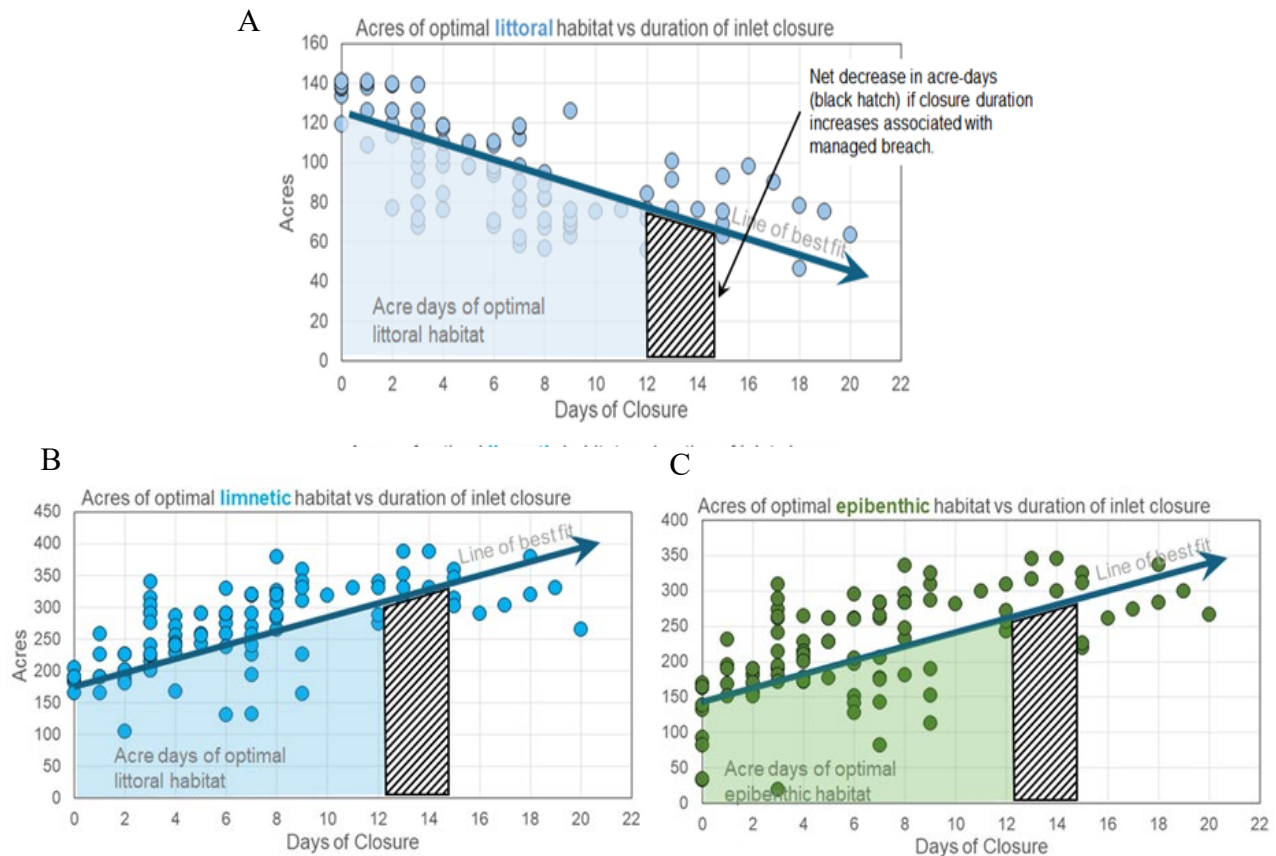 A
Acres of optimal littoral habitat vs duration of inlet closure
160
140
120
100
80
60
40
20
0
Acres
Net decrease in acre-days
(black hatch) if closure duration
increases associated with
managed breach.
Line of best fit
Acre days of optimal
littoral habitat
0 2 4 6 8 10 12 14 16 18 20 22
Days of Closure
B
Acres of optimal limnetic habitat vs duration of inlet closure
450
400
350
300
250
200
150
100
50
0
Acres
Line of best fit
Acre days of optimal
littoral habitat
0 2 4 6 8 10 12 14 16 18 20 22
Days of Closure
C
Acres of optimal epibenthic habitat vs duration of inlet closure
400
350
300
250
200
150
100
50
0
Line of best fit
Acre days of optimal
epibenthic habitat
0 2 4 6 8 10 12 14 16 18 20 22
Days of Closure